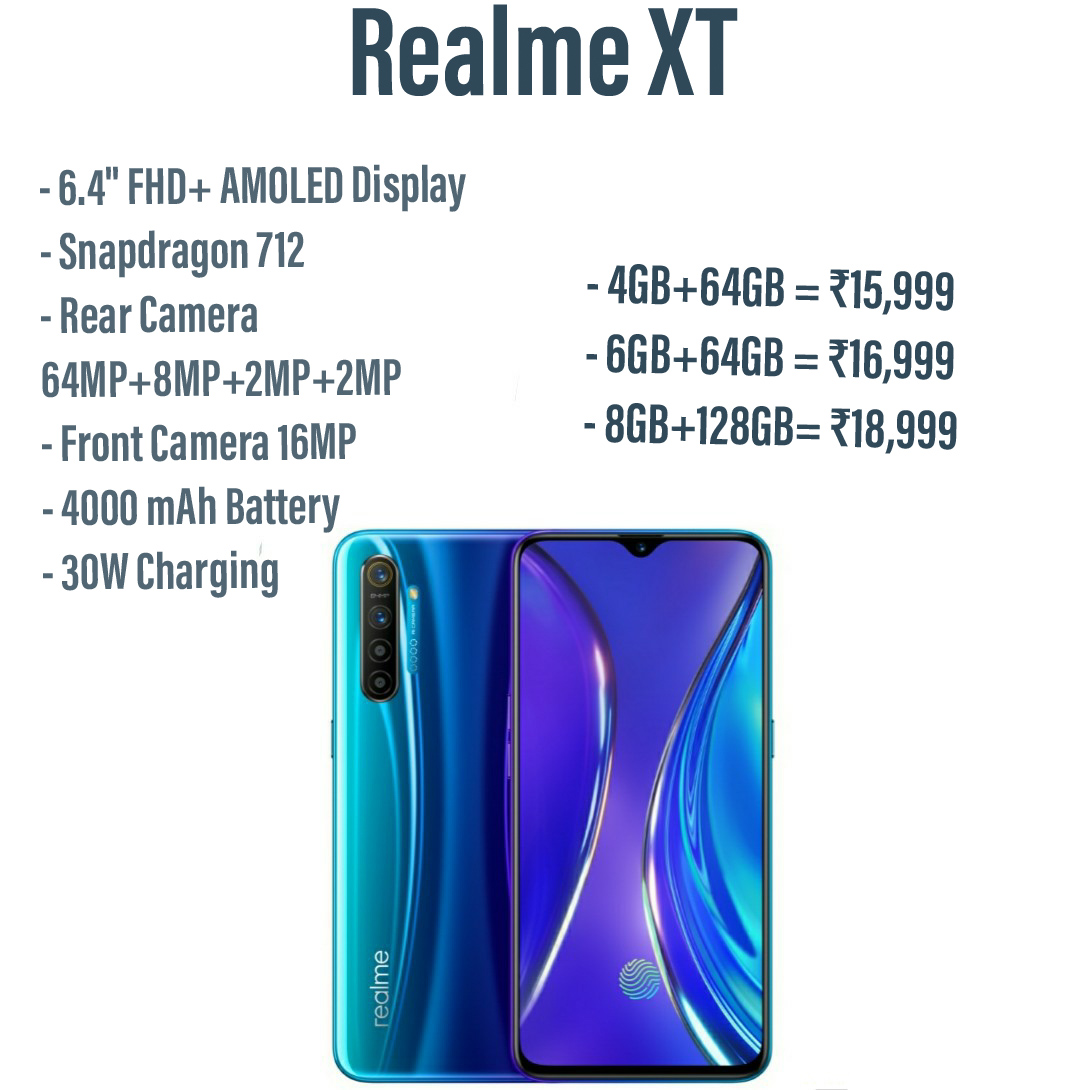 Realme XT
- 6.4" FHD+ AMOLED Display
- Snapdragon 712
- Rear Camera
64MP+8MP+2MP+2MP
- Front Camera 16MP
- 4000 mAh Battery
- 30W Charging
- 4GB+64GB = ₹15,999
- 6GB+64GB = ₹16,999
- 8GB+128GB= ₹18,999
realme